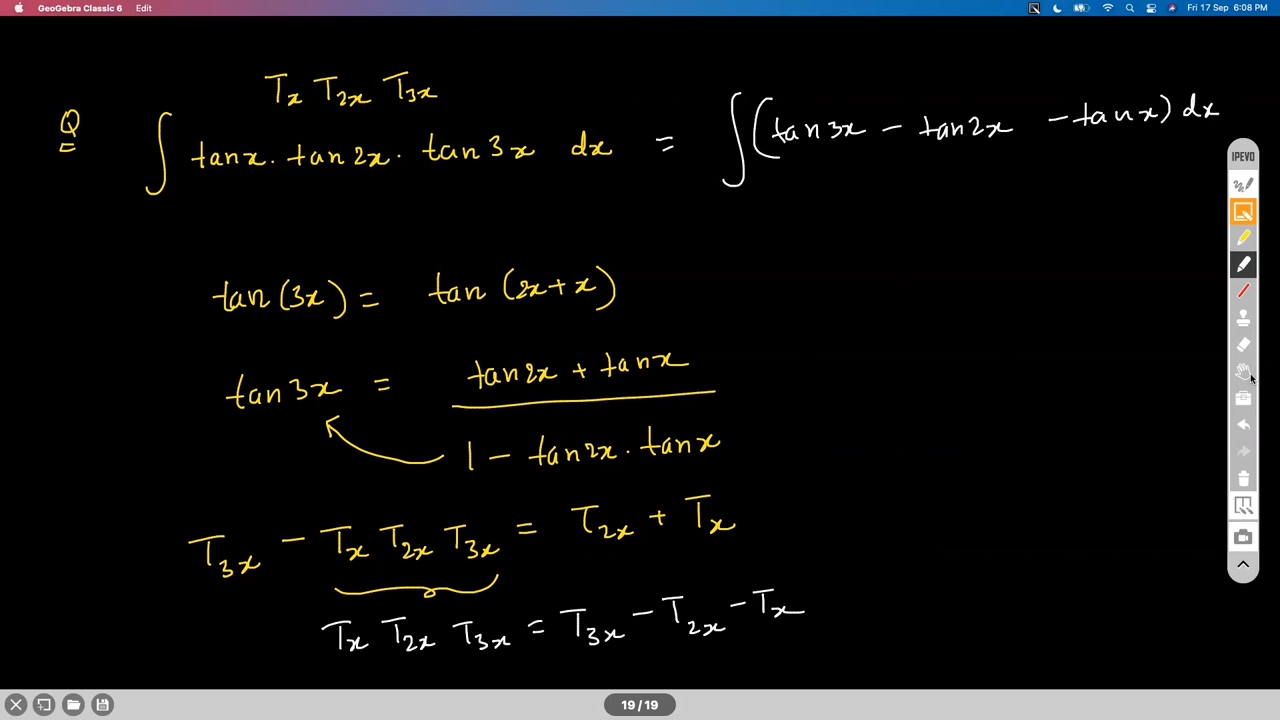 GeoGebra Classic 6 Edit Fri 17 Sep 6:08 PM
Tx T2x T3x
Q ∫ tanx · tan2x · tan3x dx = ∫(tan3x − tan2x − tanx) dx
IPEVO
tan(3x) = tan(2x+x)
tan3x = tan2x + tanx
1 − tan2x · tanx
T3x − Tx T2x T3x = T2x + Tx
Tx T2x T3x = T3x − T2x − Tx
19 / 19